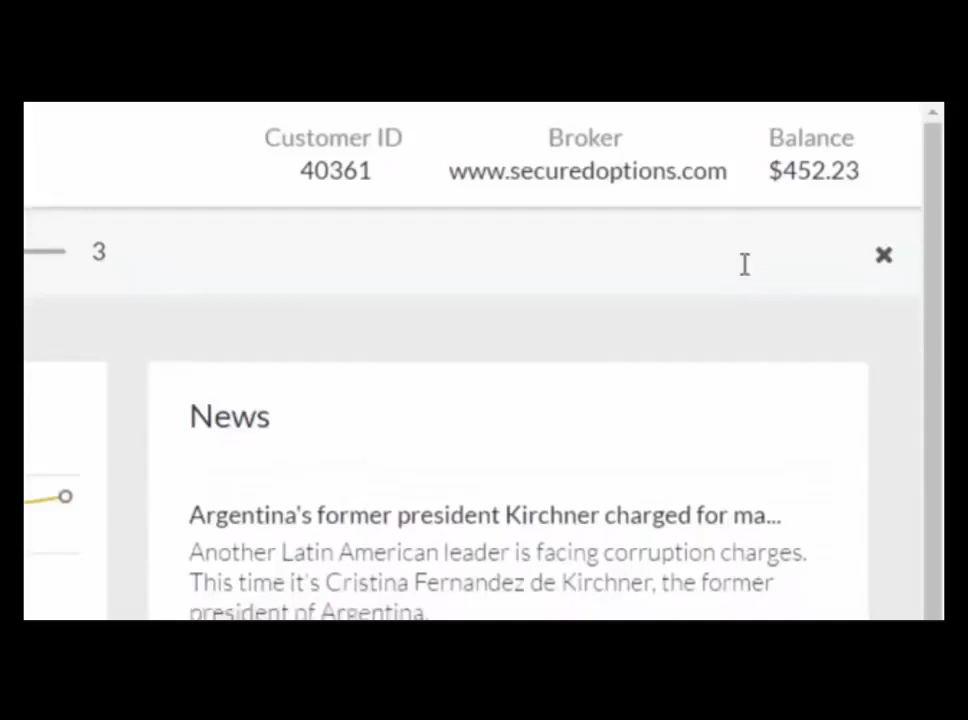 Customer ID Broker Balance
40361 www.securedoptions.com $452.23
3
News
Argentina's former president Kirchner charged for ma...
Another Latin American leader is facing corruption charges.
This time it's Cristina Fernandez de Kirchner, the former
president of Argentina.